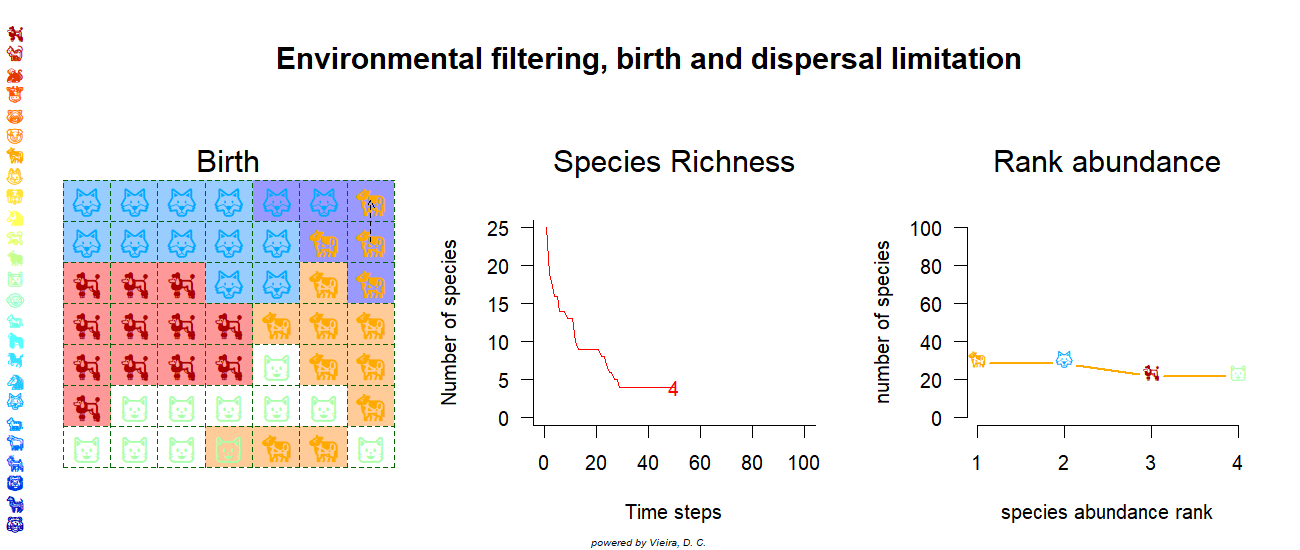 Environmental filtering, birth and dispersal limitation
Birth
Species Richness
Rank abundance
Number of species
25
20
15
10
5
0
4
0 20 40 60 80 100
Time steps
number of species
100
80
60
40
20
0
1 2 3 4
species abundance rank
powered by Vieira, D. C.